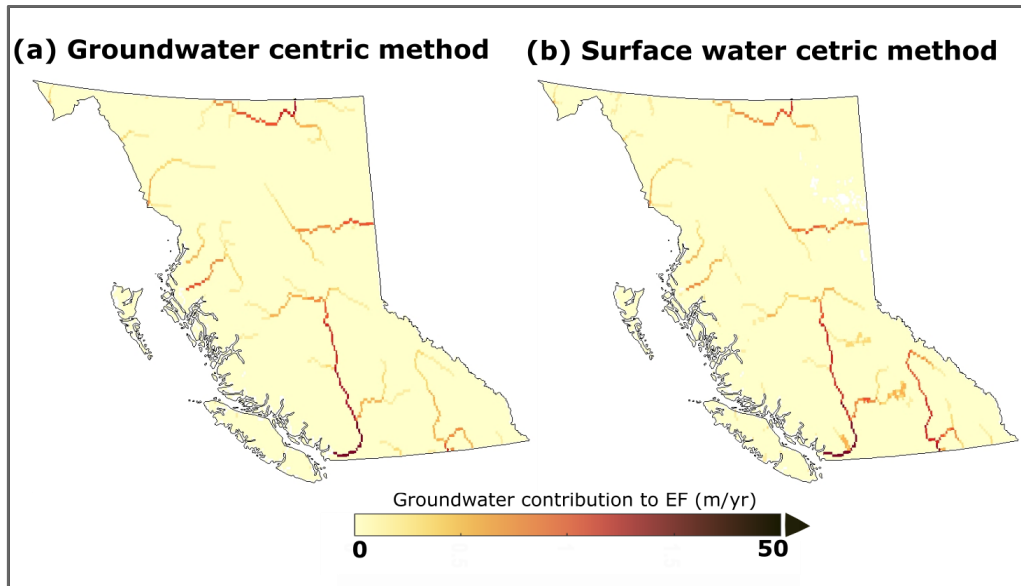 (a) Groundwater centric method
(b) Surface water cetric method
Groundwater contribution to EF (m/yr)
0
50